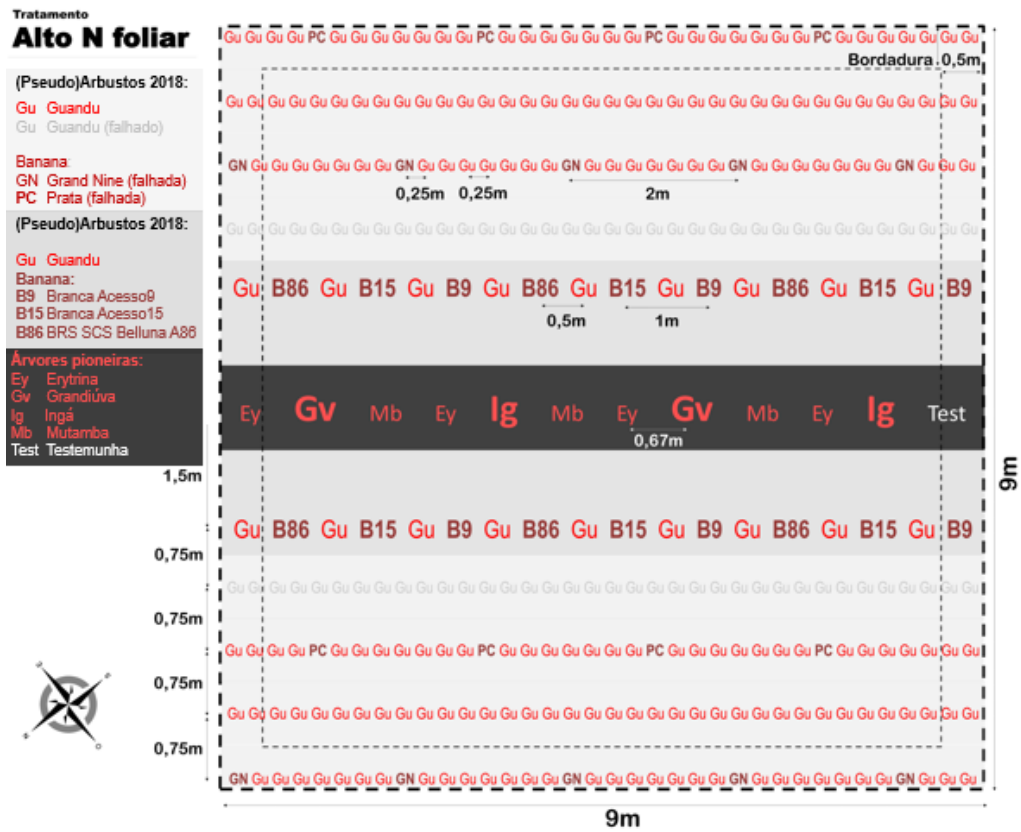 Tratamento
Alto N foliar
(Pseudo)Arbustos 2018:
Gu Guandu
Gu Guandu (falhado)
Banana:
GN Grand Nine (falhada)
PC Prata (falhada)
(Pseudo)Arbustos 2018:
Gu Guandu
Banana:
B9 Branca Acesso9
B15 Branca Acesso15
B86 BRS SCS Belluna A86
Árvores pioneiras:
Ey Erytrina
Gv Grandiúva
Ig Ingá
Mb Mutamba
Test Testemunha
Gu Gu Gu Gu PC Gu Gu Gu Gu Gu Gu Gu PC Gu Gu Gu Gu Gu Gu Gu PC Gu Gu Gu Gu Gu Gu Gu PC Gu Gu Gu Gu Gu Gu Gu
Bordadura 0,5m
Gu Gu Gu Gu Gu Gu Gu Gu Gu Gu Gu Gu Gu Gu Gu Gu Gu Gu Gu Gu Gu Gu Gu Gu Gu Gu Gu Gu Gu Gu Gu Gu Gu Gu Gu Gu
GN Gu Gu Gu Gu Gu Gu Gu GN Gu Gu Gu Gu Gu Gu Gu GN Gu Gu Gu Gu Gu Gu Gu GN Gu Gu Gu Gu Gu Gu Gu GN Gu Gu Gu
0,25m 0,25m 2m
Gu Gu Gu Gu Gu Gu Gu Gu Gu Gu Gu Gu Gu Gu Gu Gu Gu Gu Gu Gu Gu Gu Gu Gu Gu Gu Gu Gu Gu Gu Gu Gu Gu Gu Gu Gu
Gu B86 Gu B15 Gu B9 Gu B86 Gu B15 Gu B9 Gu B86 Gu B15 Gu B9
0,5m 1m
Ey Gv Mb Ey Ig Mb Ey Gv Mb Ey Ig Test
0,67m
1,5m
9m
Gu B86 Gu B15 Gu B9 Gu B86 Gu B15 Gu B9 Gu B86 Gu B15 Gu B9
0,75m
Gu Gu Gu Gu Gu Gu Gu Gu Gu Gu Gu Gu Gu Gu Gu Gu Gu Gu Gu Gu Gu Gu Gu Gu Gu Gu Gu Gu Gu Gu Gu Gu Gu Gu Gu Gu
0,75m
Gu Gu Gu Gu PC Gu Gu Gu Gu Gu Gu Gu PC Gu Gu Gu Gu Gu Gu Gu PC Gu Gu Gu Gu Gu Gu Gu PC Gu Gu Gu Gu Gu Gu Gu
0,75m
Gu Gu Gu Gu Gu Gu Gu Gu Gu Gu Gu Gu Gu Gu Gu Gu Gu Gu Gu Gu Gu Gu Gu Gu Gu Gu Gu Gu Gu Gu Gu Gu Gu Gu Gu Gu
0,75m
GN Gu Gu Gu Gu Gu Gu Gu GN Gu Gu Gu Gu Gu Gu Gu GN Gu Gu Gu Gu Gu Gu Gu GN Gu Gu Gu Gu Gu Gu Gu GN Gu Gu Gu
9m